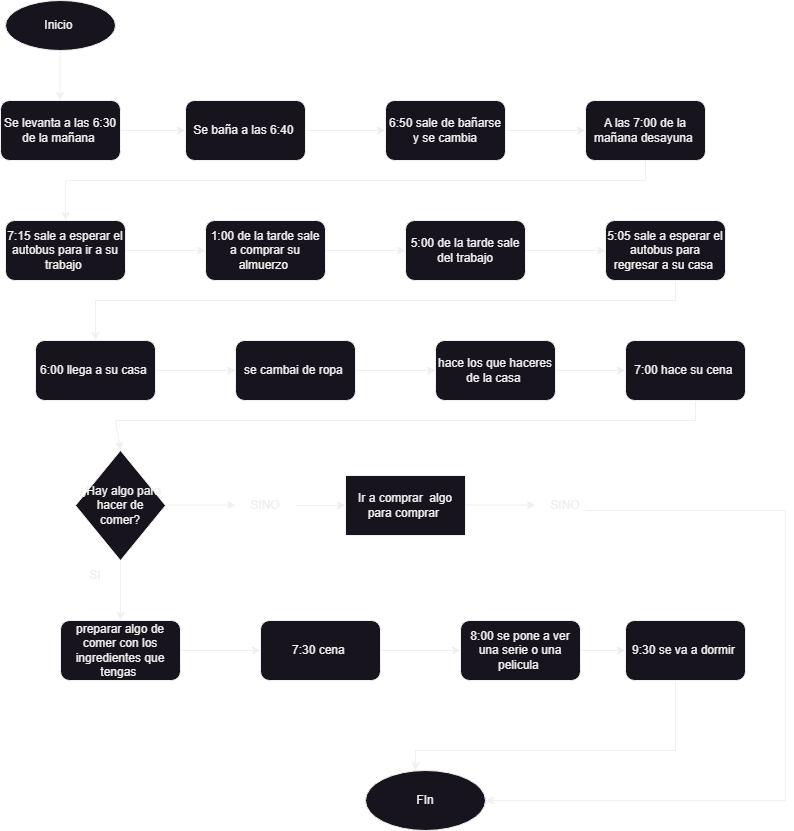 Inicio
Se levanta a las 6:30
de la mañana
Se baña a las 6:40
6:50 sale de bañarse
y se cambia
A las 7:00 de la
mañana desayuna
7:15 sale a esperar el
autobus para ir a su
trabajo
1:00 de la tarde sale
a comprar su
almuerzo
5:00 de la tarde sale
del trabajo
5:05 sale a esperar el
autobus para
regresar a su casa
6:00 llega a su casa
se cambai de ropa
hace los que haceres
de la casa
7:00 hace su cena
¿Hay algo para
hacer de
comer?
SINO
Ir a comprar algo
para comprar
SINO
SI
preparar algo de
comer con los
ingredientes que
tengas
7:30 cena
8:00 se pone a ver
una serie o una
pelicula
9:30 se va a dormir
FIn